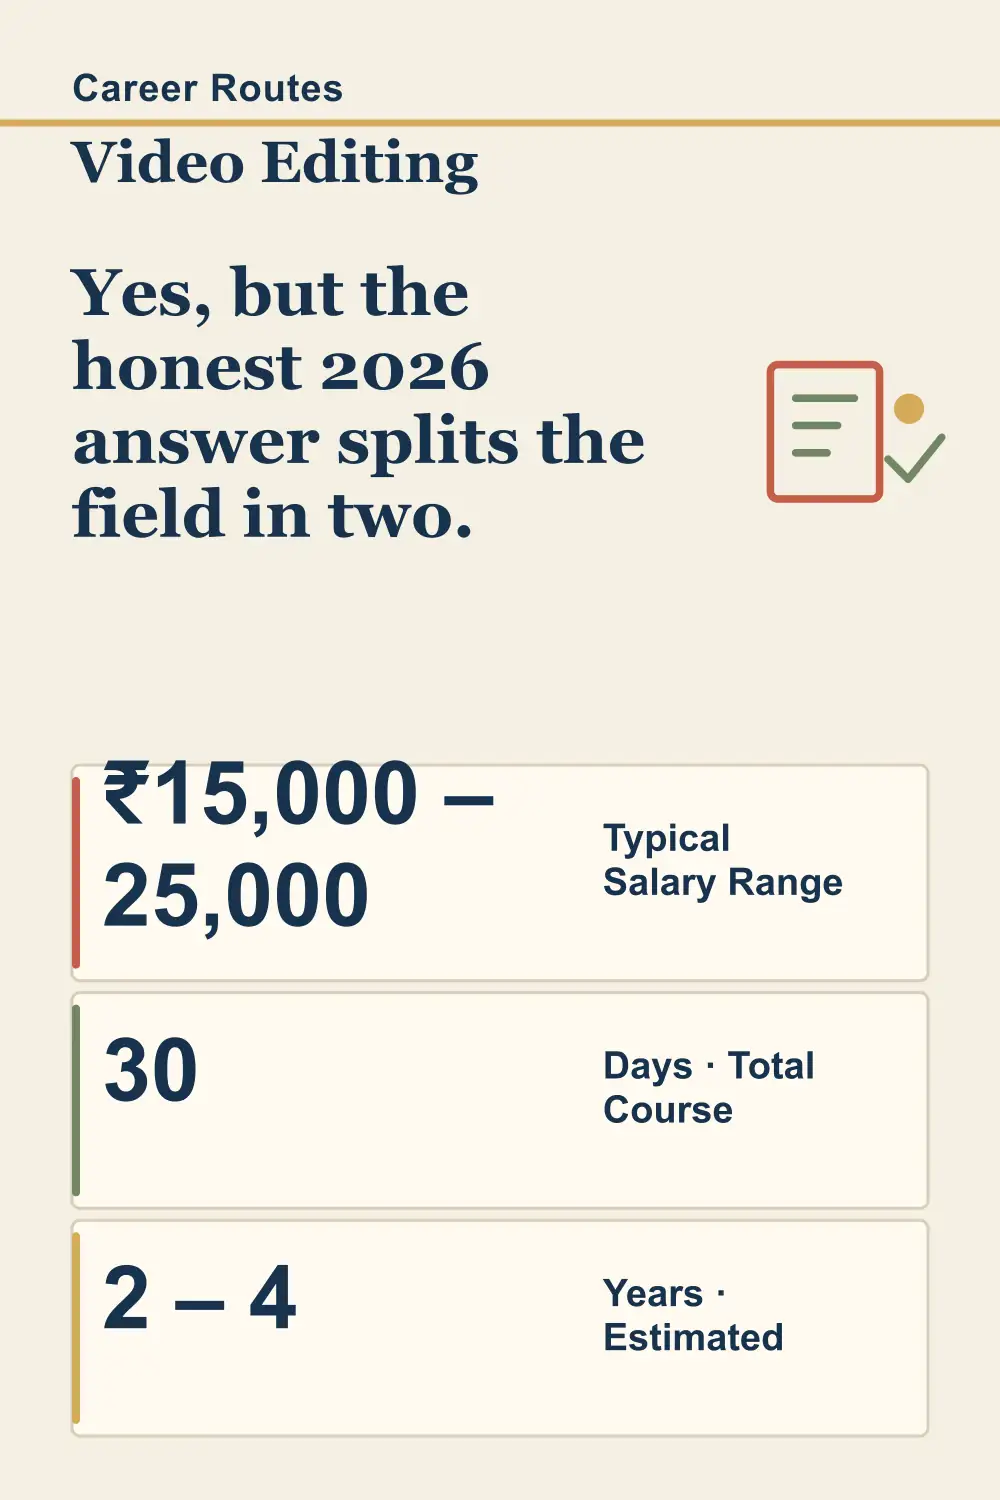 Career Routes
Video Editing
Yes, but the
honest 2026
answer splits the
field in two.
₹15,000 –
25,000
Typical
Salary Range
30
Days · Total
Course
2 – 4
Years ·
Estimated